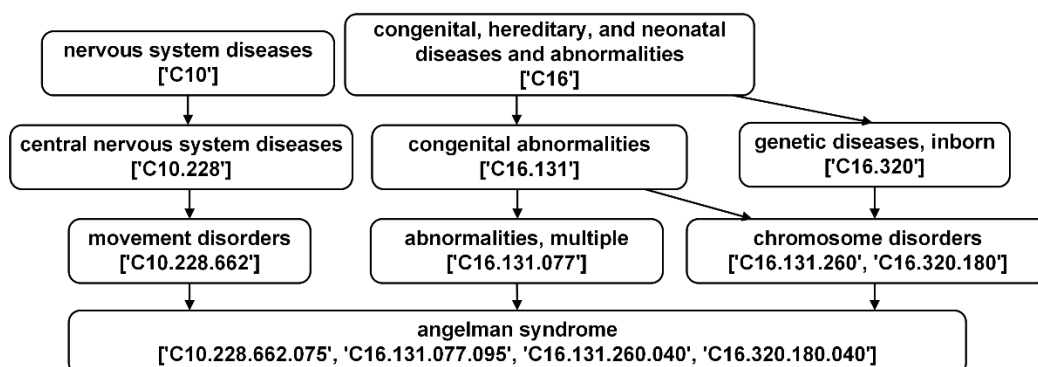 nervous system diseases
['C10']
congenital, hereditary, and neonatal
diseases and abnormalities
['C16']
central nervous system diseases
['C10.228']
congenital abnormalities
['C16.131']
genetic diseases, inborn
['C16.320']
movement disorders
['C10.228.662']
abnormalities, multiple
['C16.131.077']
chromosome disorders
['C16.131.260', 'C16.320.180']
angelman syndrome
['C10.228.662.075', 'C16.131.077.095', 'C16.131.260.040', 'C16.320.180.040']